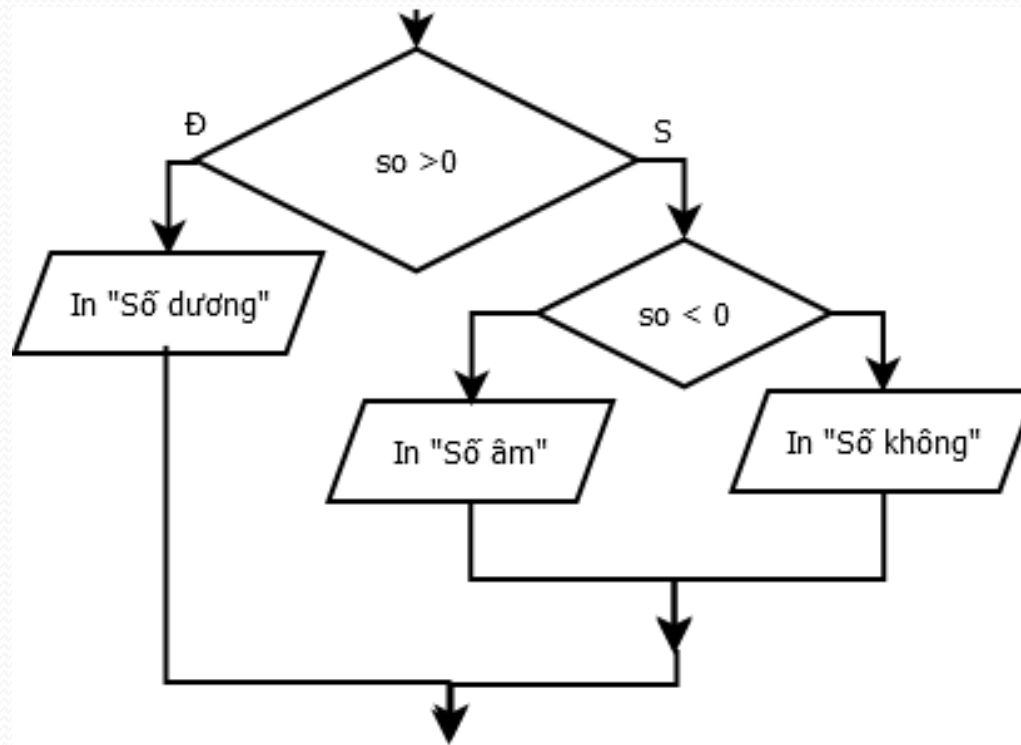 Đ
S
so >0
In "Số dương"
so < 0
In "Số âm"
In "Số không"